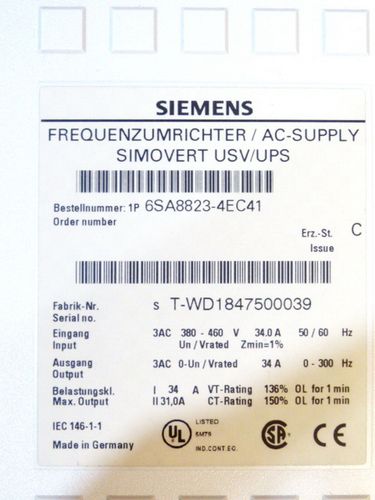 SIEMENS
FREQUENZUMRICHTER / AC-SUPPLY
SIMOVERT USV/UPS
Bestellnummer: 1P 6SA8823-4EC41
Order number
Erz.-St. C
Issue
Fabrik-Nr. S T-WD1847500039
Serial no.
Eingang 3AC 380 - 460 V 34.0 A 50 / 60 Hz
Input Un / Vrated Zmin=1%
Ausgang 3AC 0-Un / Vrated 34 A 0 - 300 Hz
Output
Belastungskl. I 34 A VT-Rating 136% OL for 1 min
Max. Output II 31,0A CT-Rating 150% OL for 1 min
IEC 146-1-1
Made in Germany
UL
LISTED
5M76
IND.CONT.EQ.
SA
CE